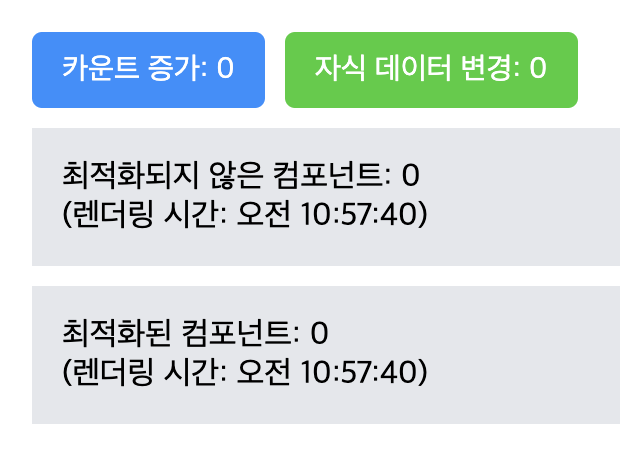 카운트 증가: 0
자식 데이터 변경: 0
최적화되지 않은 컴포넌트: 0
(렌더링 시간: 오전 10:57:40)
최적화된 컴포넌트: 0
(렌더링 시간: 오전 10:57:40)